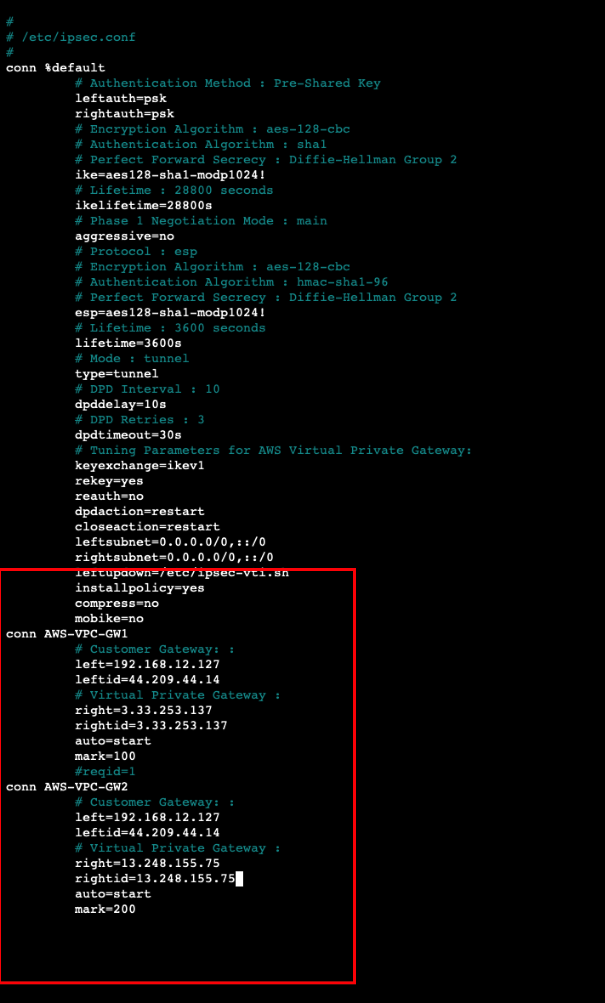 #
# /etc/ipsec.conf
#
conn %default
# Authentication Method : Pre-Shared Key
leftauth=psk
rightauth=psk
# Encryption Algorithm : aes-128-cbc
# Authentication Algorithm : sha1
# Perfect Forward Secrecy : Diffie-Hellman Group 2
ike=aes128-sha1-modp1024!
# Lifetime : 28800 seconds
ikelifetime=28800s
# Phase 1 Negotiation Mode : main
aggressive=no
# Protocol : esp
# Encryption Algorithm : aes-128-cbc
# Authentication Algorithm : hmac-sha1-96
# Perfect Forward Secrecy : Diffie-Hellman Group 2
esp=aes128-sha1-modp1024!
# Lifetime : 3600 seconds
lifetime=3600s
# Mode : tunnel
type=tunnel
# DPD Interval : 10
dpddelay=10s
# DPD Retries : 3
dpdtimeout=30s
# Tuning Parameters for AWS Virtual Private Gateway:
keyexchange=ikev1
rekey=yes
reauth=no
dpdaction=restart
closeaction=restart
leftsubnet=0.0.0.0/0,::/0
rightsubnet=0.0.0.0/0,::/0
leftupdown=/etc/ipsec-vti.sh
installpolicy=yes
compress=no
mobike=no
conn AWS-VPC-GW1
# Customer Gateway: :
left=192.168.12.127
leftid=44.209.44.14
# Virtual Private Gateway :
right=3.33.253.137
rightid=3.33.253.137
auto=start
mark=100
#reqid=1
conn AWS-VPC-GW2
# Customer Gateway: :
left=192.168.12.127
leftid=44.209.44.14
# Virtual Private Gateway :
right=13.248.155.75
rightid=13.248.155.75
auto=start
mark=200